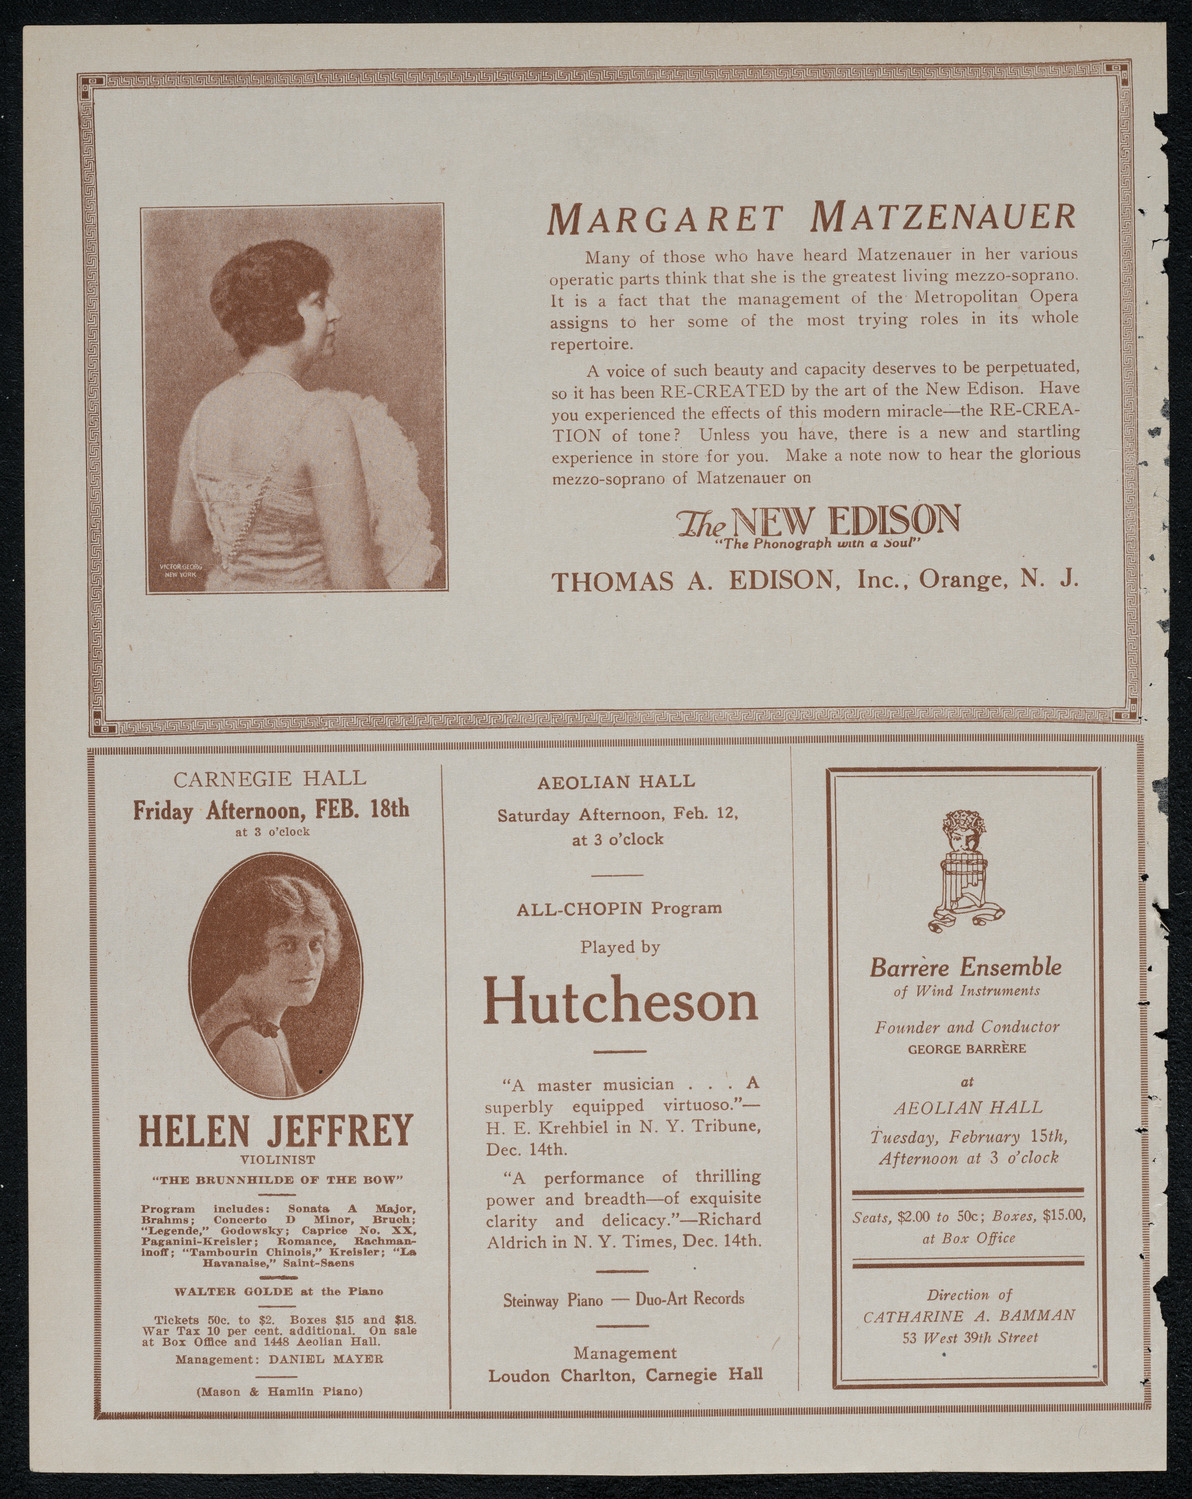 MARGARET MATZENAUER
Many of those who have heard Matzenauer in her various
operatic parts think that she is the greatest living mezzo-soprano.
It is a fact that the management of the Metropolitan Opera
assigns to her some of the most trying roles in its whole
repertoire.
A voice of such beauty and capacity deserves to be perpetuated,
so it has been RE-CREATED by the art of the New Edison. Have
you experienced the effects of this modern miracle—the RE-CREA-
TION of tone? Unless you have, there is a new and startling
experience in store for you. Make a note now to hear the glorious
mezzo-soprano of Matzenauer on
The NEW EDISON
"The Phonograph with a Soul"
THOMAS A. EDISON, Inc., Orange, N. J.
VICTOR GEORG
NEW YORK
CARNEGIE HALL
Friday Afternoon, FEB. 18th
at 3 o'clock
HELEN JEFFREY
VIOLINIST
"THE BRUNNHILDE OF THE BOW"
Program includes: Sonata A Major,
Brahms; Concerto D Minor, Bruch;
"Legende," Godowsky; Caprice No. XX,
Paganini-Kreisler; Romance, Rachman-
inoff; "Tambourin Chinois," Kreisler; "La
Havanaise," Saint-Saens
WALTER GOLDE at the Piano
Tickets 50c. to $2. Boxes $15 and $18.
War Tax 10 per cent. additional. On sale
at Box Office and 1448 Aeolian Hall.
Management: DANIEL MAYER
(Mason & Hamlin Piano)
AEOLIAN HALL
Saturday Afternoon, Feb. 12,
at 3 o'clock
ALL-CHOPIN Program
Played by
Hutcheson
"A master musician . . . A
superbly equipped virtuoso."—
H. E. Krehbiel in N. Y. Tribune,
Dec. 14th.
"A performance of thrilling
power and breadth—of exquisite
clarity and delicacy."—Richard
Aldrich in N. Y. Times, Dec. 14th.
Steinway Piano — Duo-Art Records
Management
Loudon Charlton, Carnegie Hall
Barrère Ensemble
of Wind Instruments
Founder and Conductor
GEORGE BARRÈRE
at
AEOLIAN HALL
Tuesday, February 15th,
Afternoon at 3 o'clock
Seats, $2.00 to 50c; Boxes, $15.00,
at Box Office
Direction of
CATHARINE A. BAMMAN
53 West 39th Street